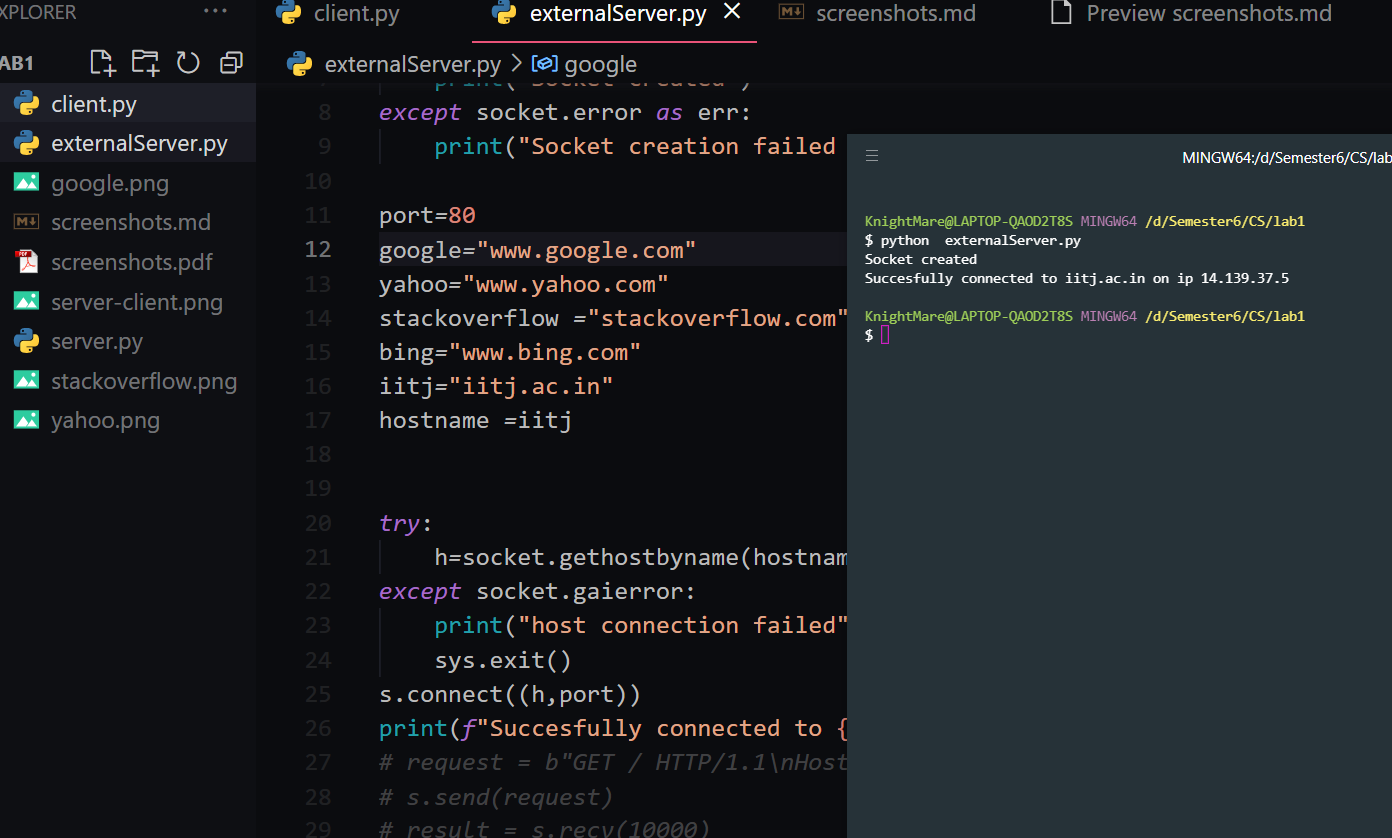 XPLORER ...
client.py
externalServer.py
screenshots.md
Preview screenshots.md
AB1
externalServer.py > google
client.py
externalServer.py
google.png
screenshots.md
screenshots.pdf
server-client.png
server.py
stackoverflow.png
yahoo.png
print("Socket created")
8 except socket.error as err:
9 print("Socket creation failed
10
11 port=80
12 google="www.google.com"
13 yahoo="www.yahoo.com"
14 stackoverflow ="stackoverflow.com"
15 bing="www.bing.com"
16 iitj="iitj.ac.in"
17 hostname =iitj
18
19
20 try:
21 h=socket.gethostbyname(hostnam
22 except socket.gaierror:
23 print("host connection failed"
24 sys.exit()
25 s.connect((h,port))
26 print(f"Succesfully connected to {
27 # request = b"GET / HTTP/1.1\nHost
28 # s.send(request)
29 # result = s.recv(10000)
MINGW64:/d/Semester6/CS/lab
KnightMare@LAPTOP-QAOD2T8S MINGW64 /d/Semester6/CS/lab1
$ python  externalServer.py
Socket created
Succesfully connected to iitj.ac.in on ip 14.139.37.5
KnightMare@LAPTOP-QAOD2T8S MINGW64 /d/Semester6/CS/lab1
$